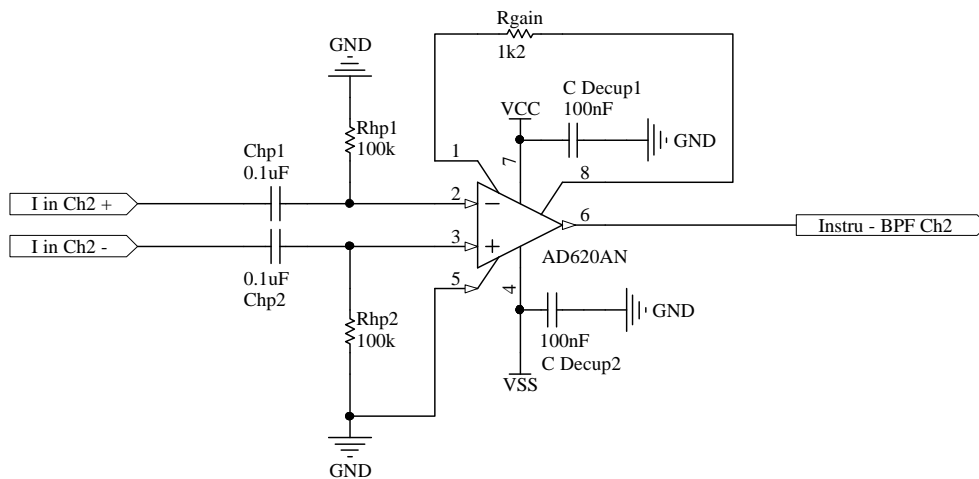 Rgain
1k2
GND
C Decup1
100nF
VCC
GND
Rhp1
100k
1
7
8
Chp1
0.1uF
I in Ch2 +
2
6
Instru - BPF Ch2
I in Ch2 -
3
AD620AN
0.1uF
Chp2
5
4
Rhp2
100k
GND
100nF
C Decup2
VSS
GND